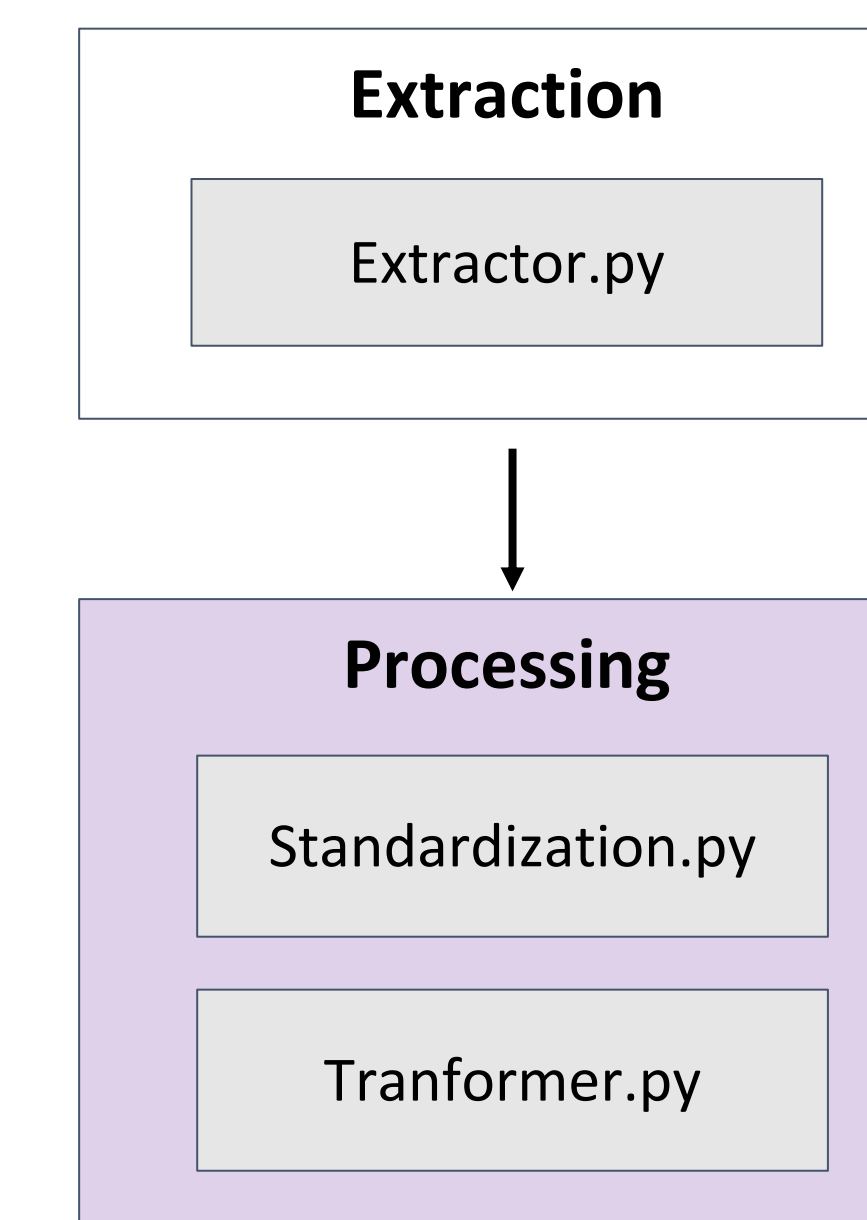 Extraction
Extractor.py
Processing
Standardization.py
Tranformer.py